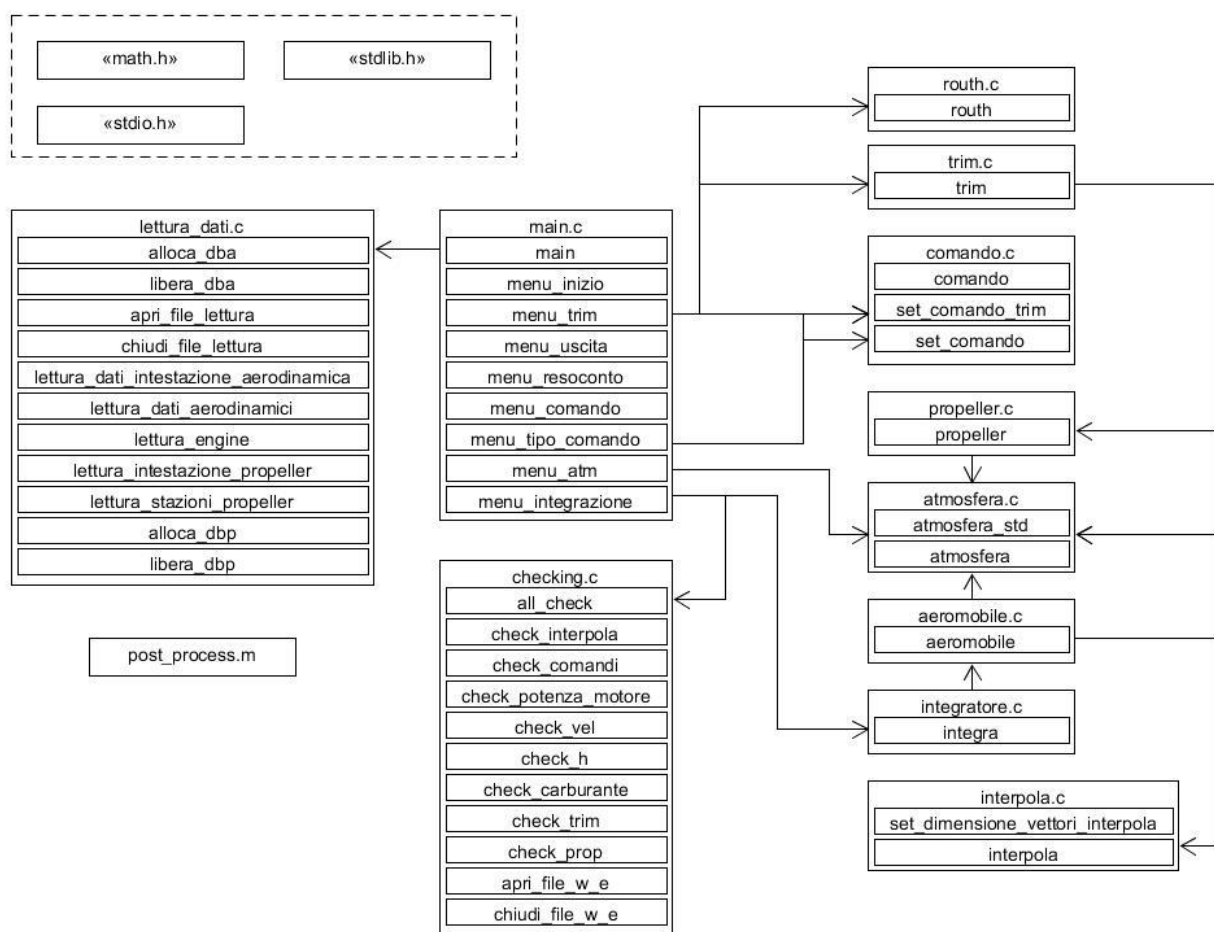 «math.h»
«stdlib.h»
«stdio.h»
lettura_dati.c
alloca_dba
libera_dba
apri_file_lettura
chiudi_file_lettura
lettura_dati_intestazione_aerodinamica
lettura_dati_aerodinamici
lettura_engine
lettura_intestazione_propeller
lettura_stazioni_propeller
alloca_dbp
libera_dbp
post_process.m
main.c
main
menu_inizio
menu_trim
menu_uscita
menu_resoconto
menu_comando
menu_tipo_comando
menu_atm
menu_integrazione
checking.c
all_check
check_interpola
check_comandi
check_potenza_motore
check_vel
check_h
check_carburante
check_trim
check_prop
apri_file_w_e
chiudi_file_w_e
routh.c
routh
trim.c
trim
comando.c
comando
set_comando_trim
set_comando
propeller.c
propeller
atmosfera.c
atmosfera_std
atmosfera
aeromobile.c
aeromobile
integratore.c
integra
interpola.c
set_dimensione_vettori_interpola
interpola